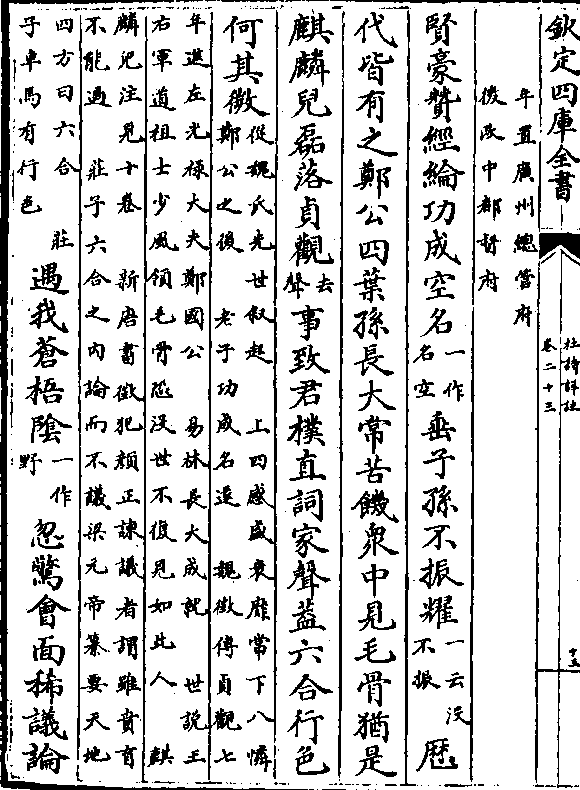 欽定四庫全書
杜詩詳註
卷二十三
十五
年置廣州總管府
後改中都督府
賢豪贊經綸功成空名一作名空垂子孫不振耀一云沒不振歷
代皆有之鄭公四葉孫長大常苦饑衆中見毛骨猶是
麒麟兒磊落貞觀去聲事致君樸直詞家聲蓋六合行色
何其微從魏氏先世叙起 上四感盛衰靡常下八憐
鄭公之後 老子功成名遂 魏徵傳貞觀七
年進左光祿大夫鄭國公 易林長大成就 世說王
右軍道祖士少風領毛骨恐沒世不復見如此人 麒
麟兒注見十卷 新唐書徵犯顔正諫議者謂雖賁育
不能過 莊子六合之内論而不議梁元帝纂要天地
四方曰六合 莊
子車馬有行色
遇我蒼梧陰一作野忽驚會面稀議論